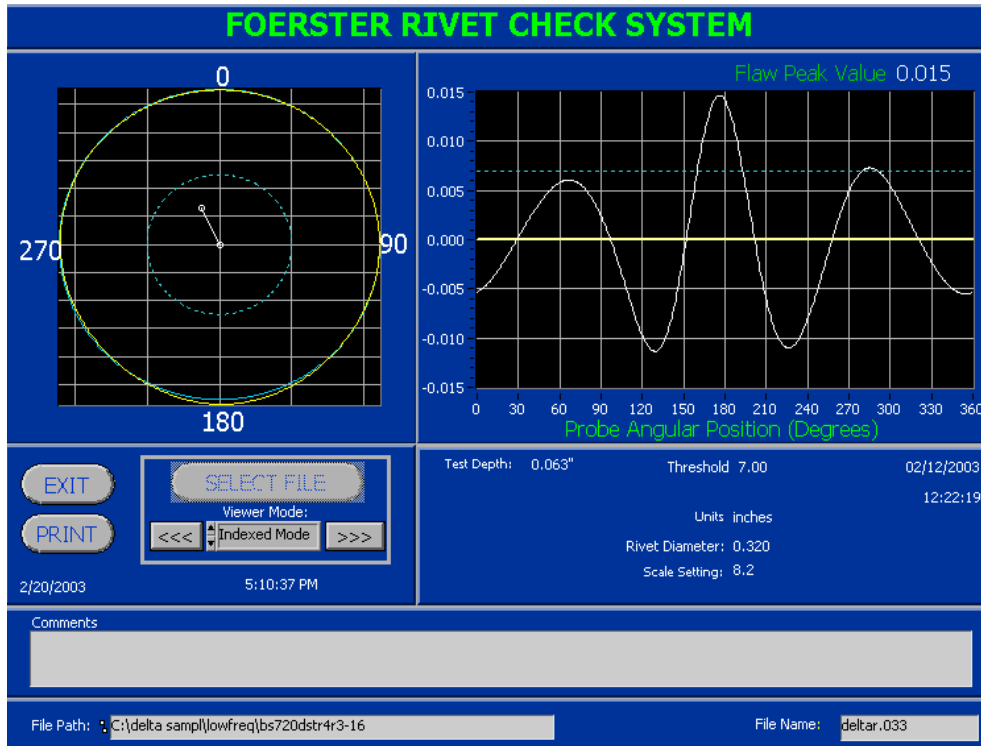 FOERSTER RIVET CHECK SYSTEM
0
270
90
180
Flaw Peak Value 0.015
0.015
0.010
0.005
0.000
-0.005
-0.010
-0.015
0 30 60 90 120 150 180 210 240 270 300 330 360
Probe Angular Position (Degrees)
EXIT
SELECT FILE
Viewer Mode:
PRINT
<<< Indexed Mode >>>
2/20/2003 5:10:37 PM
Test Depth: 0.063" Threshold 7.00 02/12/2003
12:22:19
Units inches
Rivet Diameter: 0.320
Scale Setting: 8.2
Comments
File Path: C:\delta sampl\lowfreq\bs720dstr4r3-16 File Name: deltar.033